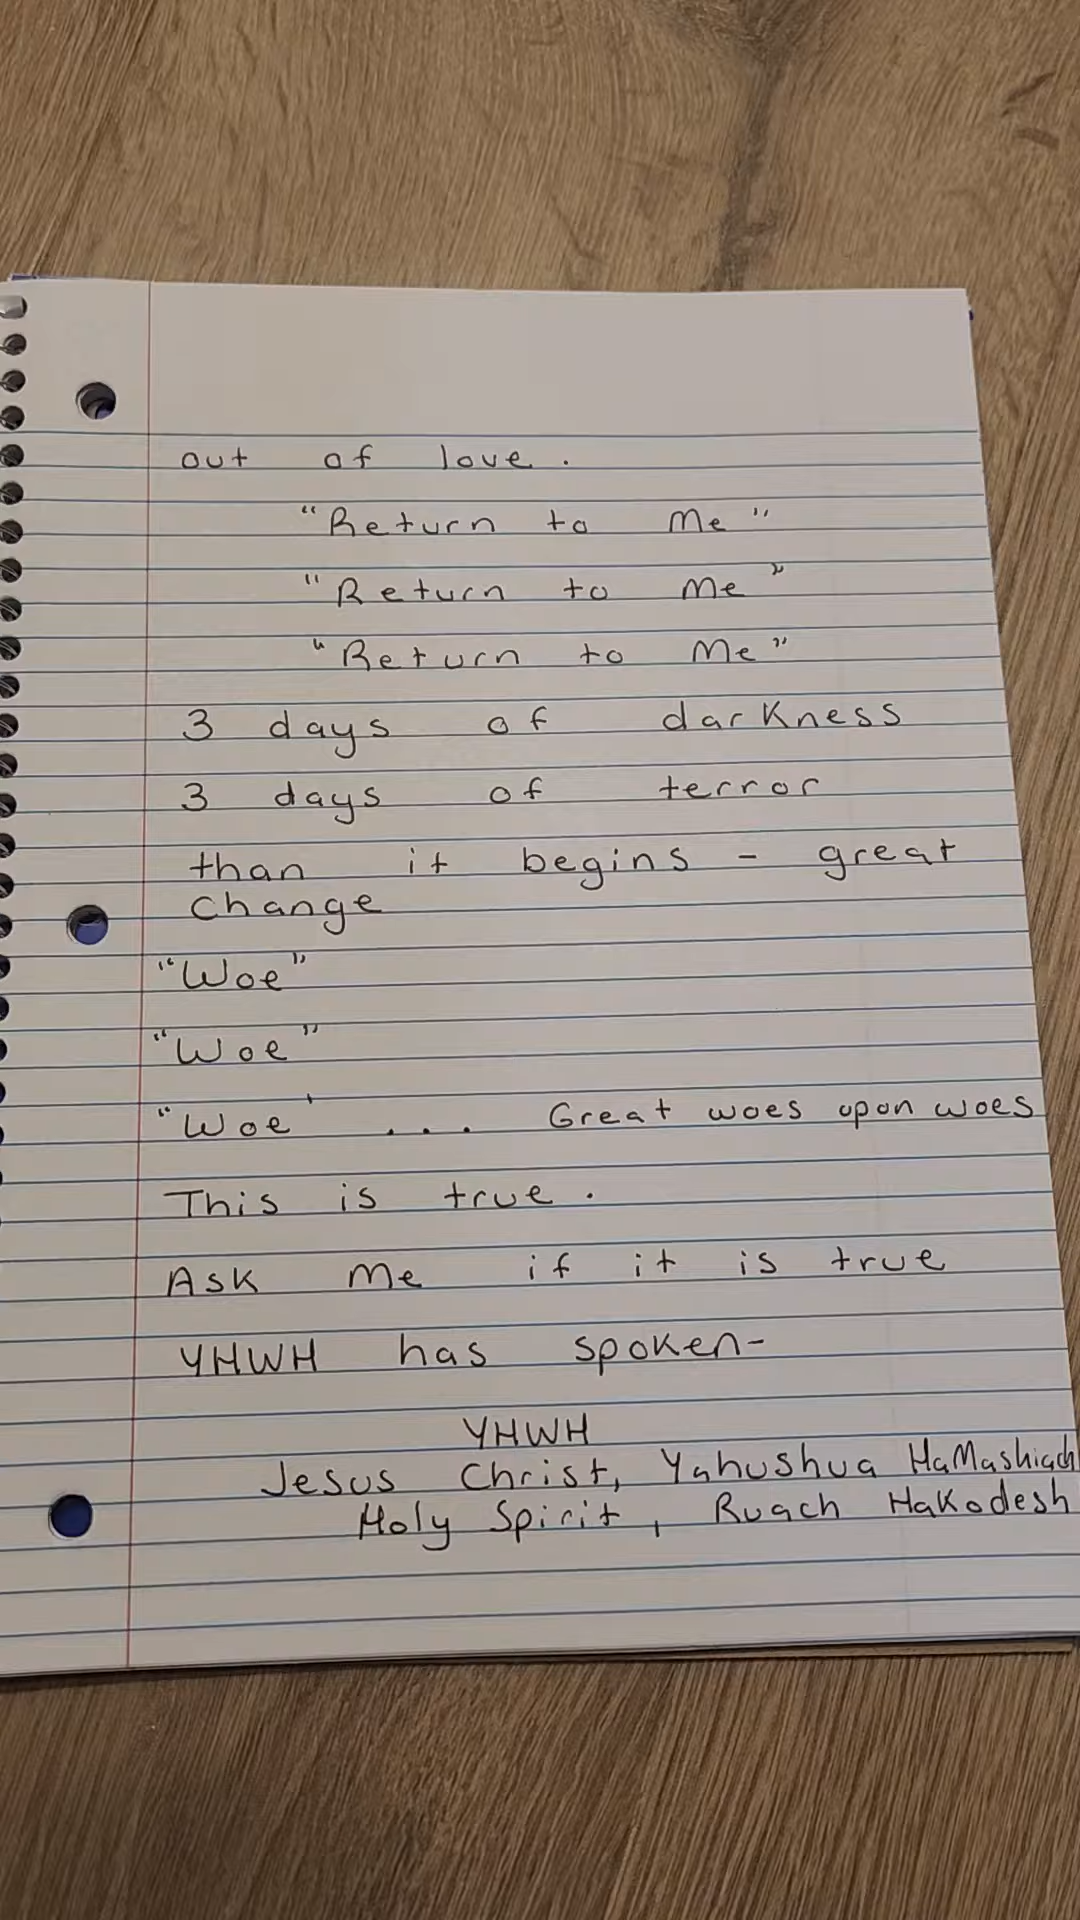 out of love.
"Return to Me"
"Return to Me"
"Return to Me"
3 days of darkness
3 days of terror
than it begins - great
change
"Woe"
"Woe"
"Woe' ... Great woes upon woes
This is true.
Ask Me if it is true
YHWH has spoken-
YHWH
Jesus Christ, Yahushua HaMashiach
Holy Spirit, Ruach HaKodesh